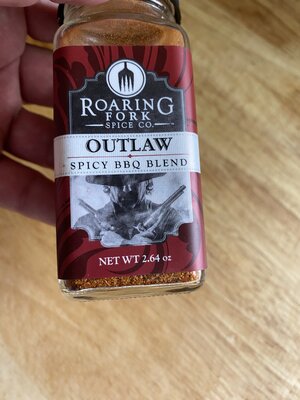 ROARING
FORK
SPICE CO.
OUTLAW
SPICY BBQ BLEND
NET WT 2.64 oz